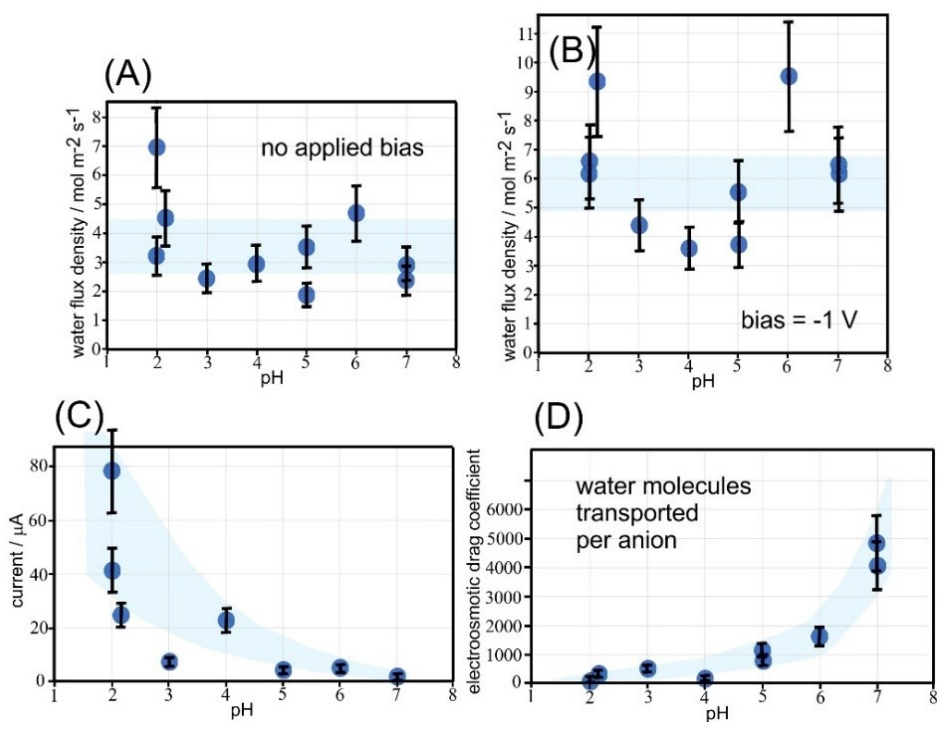 (A)
water flux density / mol m-2 s-1
8
7
6
5
4
3
2
1
0
no applied bias
1 2 3 4 5 6 7 8
pH
(B)
water flux density / mol m-2 s-1
11
10
9
8
7
6
5
4
3
2
1
0
bias = -1 V
1 2 3 4 5 6 7 8
pH
(C)
current / µA
80
60
40
20
0
1 2 3 4 5 6 7 8
pH
(D)
electroosmotic drag coefficient
6000
5000
4000
3000
2000
1000
0
water molecules
transported
per anion
1 2 3 4 5 6 7 8
pH